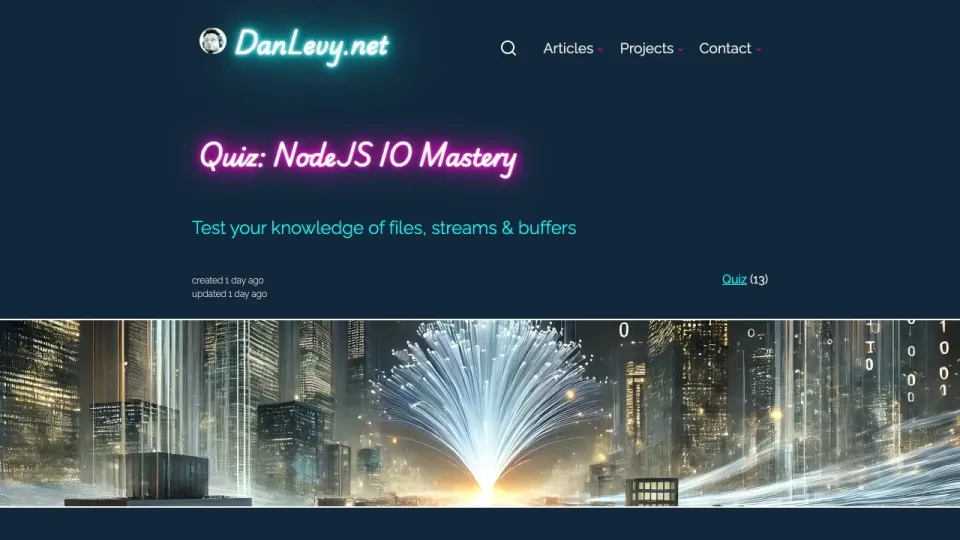 DanLevy.net
Articles
Projects
Contact
Quiz: NodeJS IO Mastery
Test your knowledge of files, streams & buffers
created 1 day ago
updated 1 day ago
Quiz (13)